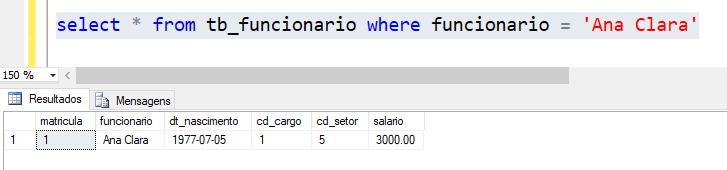 select * from tb_funcionario where funcionario = 'Ana Clara'
150 %
Resultados Mensagens
matricula funcionario dt_nascimento cd_cargo cd_setor salario
1 1 Ana Clara 1977-07-05 1 5 3000.00